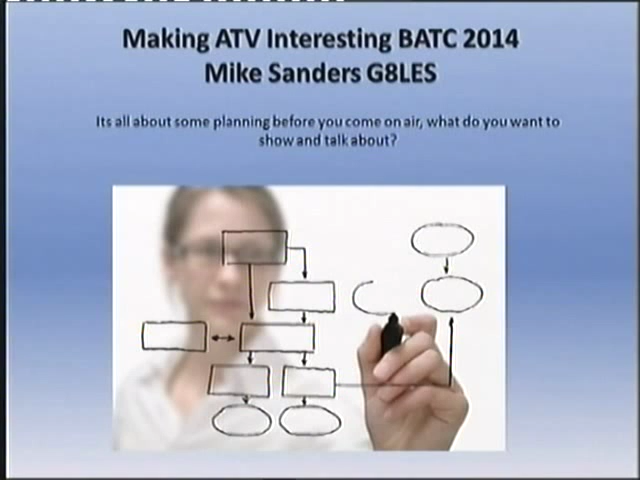 Making ATV Interesting BATC 2014
Mike Sanders G8LES
Its all about some planning before you come on air, what do you want to
show and talk about?